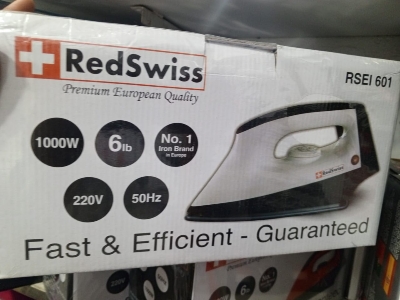 RedSwiss
Premium European Quality
RSEI 601
1000W
6lb
No. 1
Iron Brand
in Europe
220V
50Hz
RedSwiss
Fast & Efficient - Guaranteed